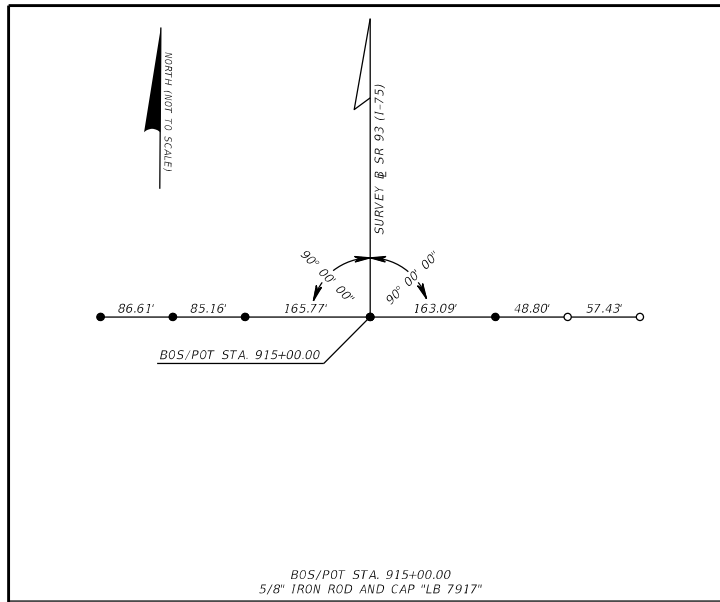 NORTH (NOT TO SCALE)
SURVEY ⅊ SR 93 (I-75)
90° 00' 00"
90° 00' 00"
86.61'
85.16'
165.77'
163.09'
48.80'
57.43'
BOS/POT STA. 915+00.00
BOS/POT STA. 915+00.00
5/8" IRON ROD AND CAP "LB 7917"